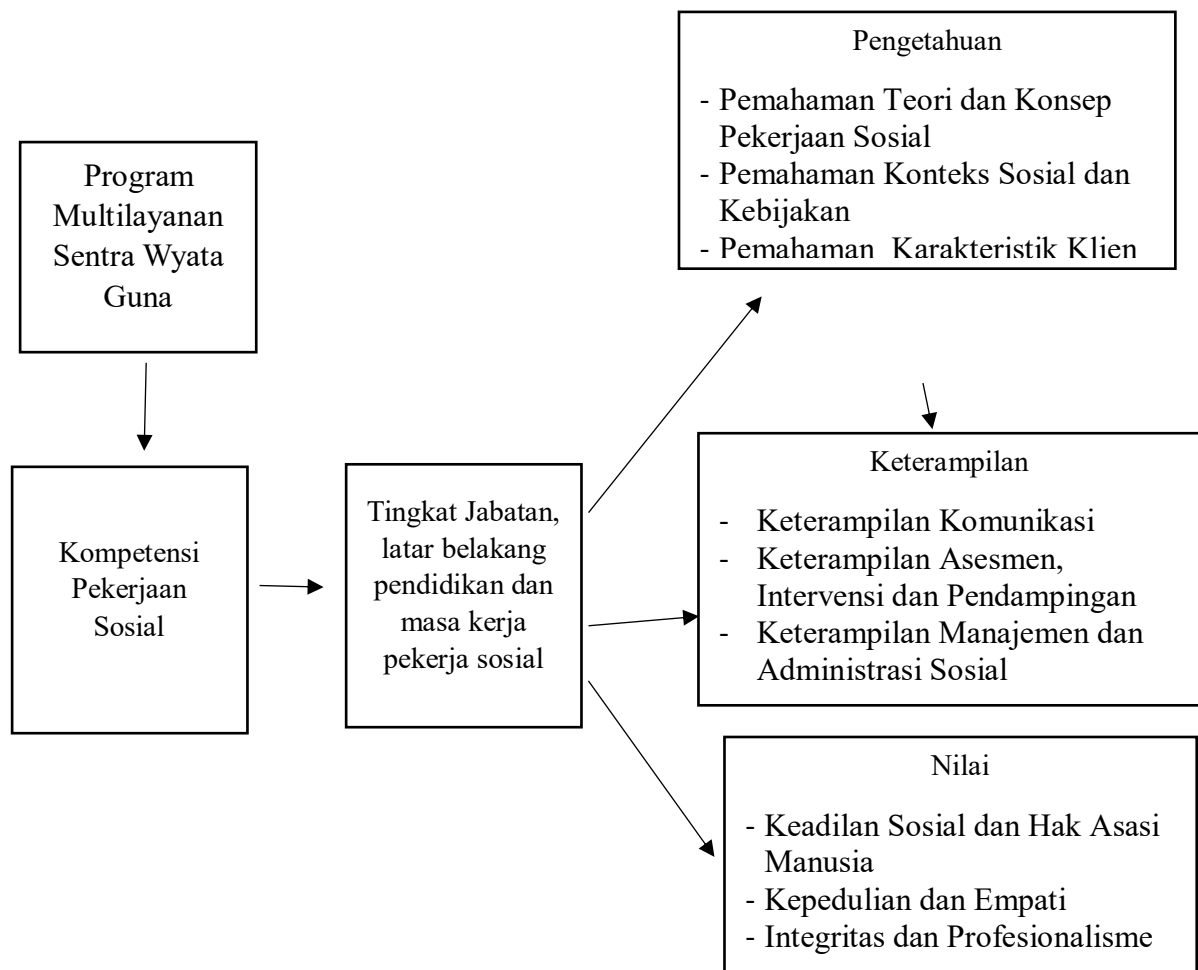 Program
Multilayanan
Sentra Wyata
Guna
Kompetensi
Pekerjaan
Sosial
Tingkat Jabatan,
latar belakang
pendidikan dan
masa kerja
pekerja sosial
Pengetahuan
- Pemahaman Teori dan Konsep
Pekerjaan Sosial
- Pemahaman Konteks Sosial dan
Kebijakan
- Pemahaman Karakteristik Klien
Keterampilan
- Keterampilan Komunikasi
- Keterampilan Asesmen,
Intervensi dan Pendampingan
- Keterampilan Manajemen dan
Administrasi Sosial
Nilai
- Keadilan Sosial dan Hak Asasi
Manusia
- Kepedulian dan Empati
- Integritas dan Profesionalisme